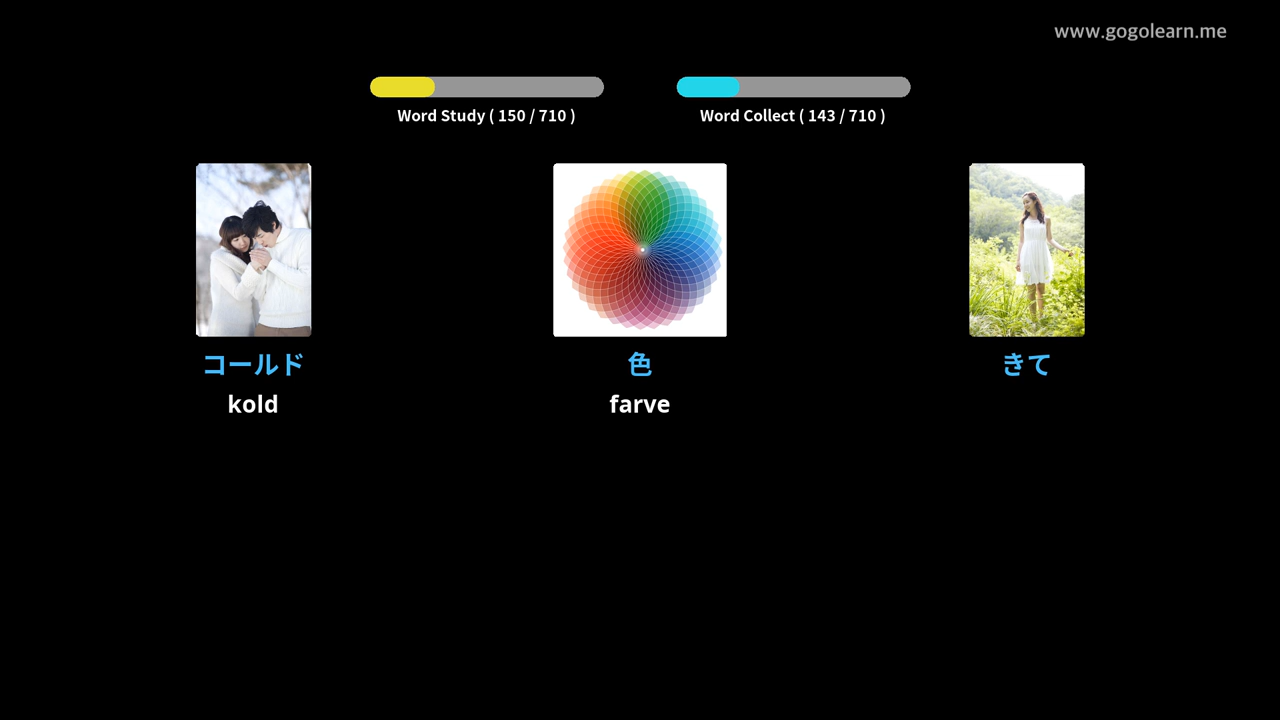 www.gogolearn.me
Word Study ( 150 / 710 )
Word Collect ( 143 / 710 )
コールド
色
きて
kold
farve